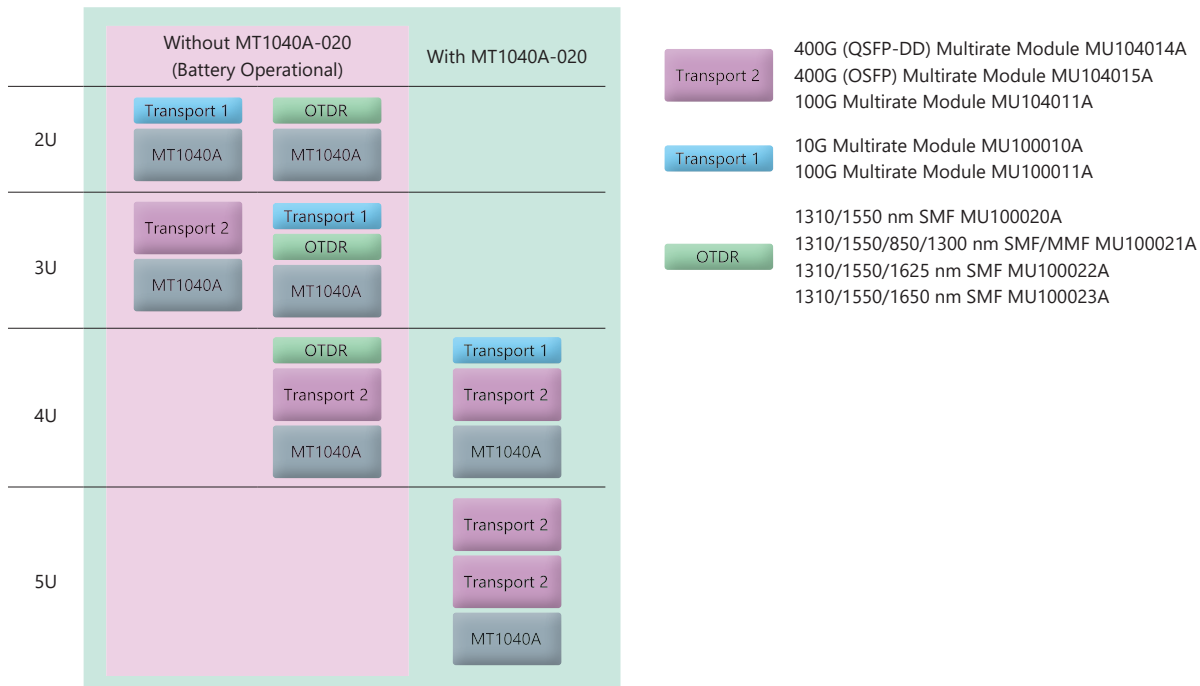 Without MT1040A-020
(Battery Operational)
With MT1040A-020
2U
Transport 1
MT1040A
OTDR
MT1040A
3U
Transport 2
MT1040A
Transport 1
OTDR
MT1040A
4U
OTDR
Transport 2
MT1040A
Transport 1
Transport 2
MT1040A
5U
Transport 2
Transport 2
MT1040A
Transport 2
400G (QSFP-DD) Multirate Module MU104014A
400G (OSFP) Multirate Module MU104015A
100G Multirate Module MU104011A
Transport 1
10G Multirate Module MU100010A
100G Multirate Module MU100011A
OTDR
1310/1550 nm SMF MU100020A
1310/1550/850/1300 nm SMF/MMF MU100021A
1310/1550/1625 nm SMF MU100022A
1310/1550/1650 nm SMF MU100023A